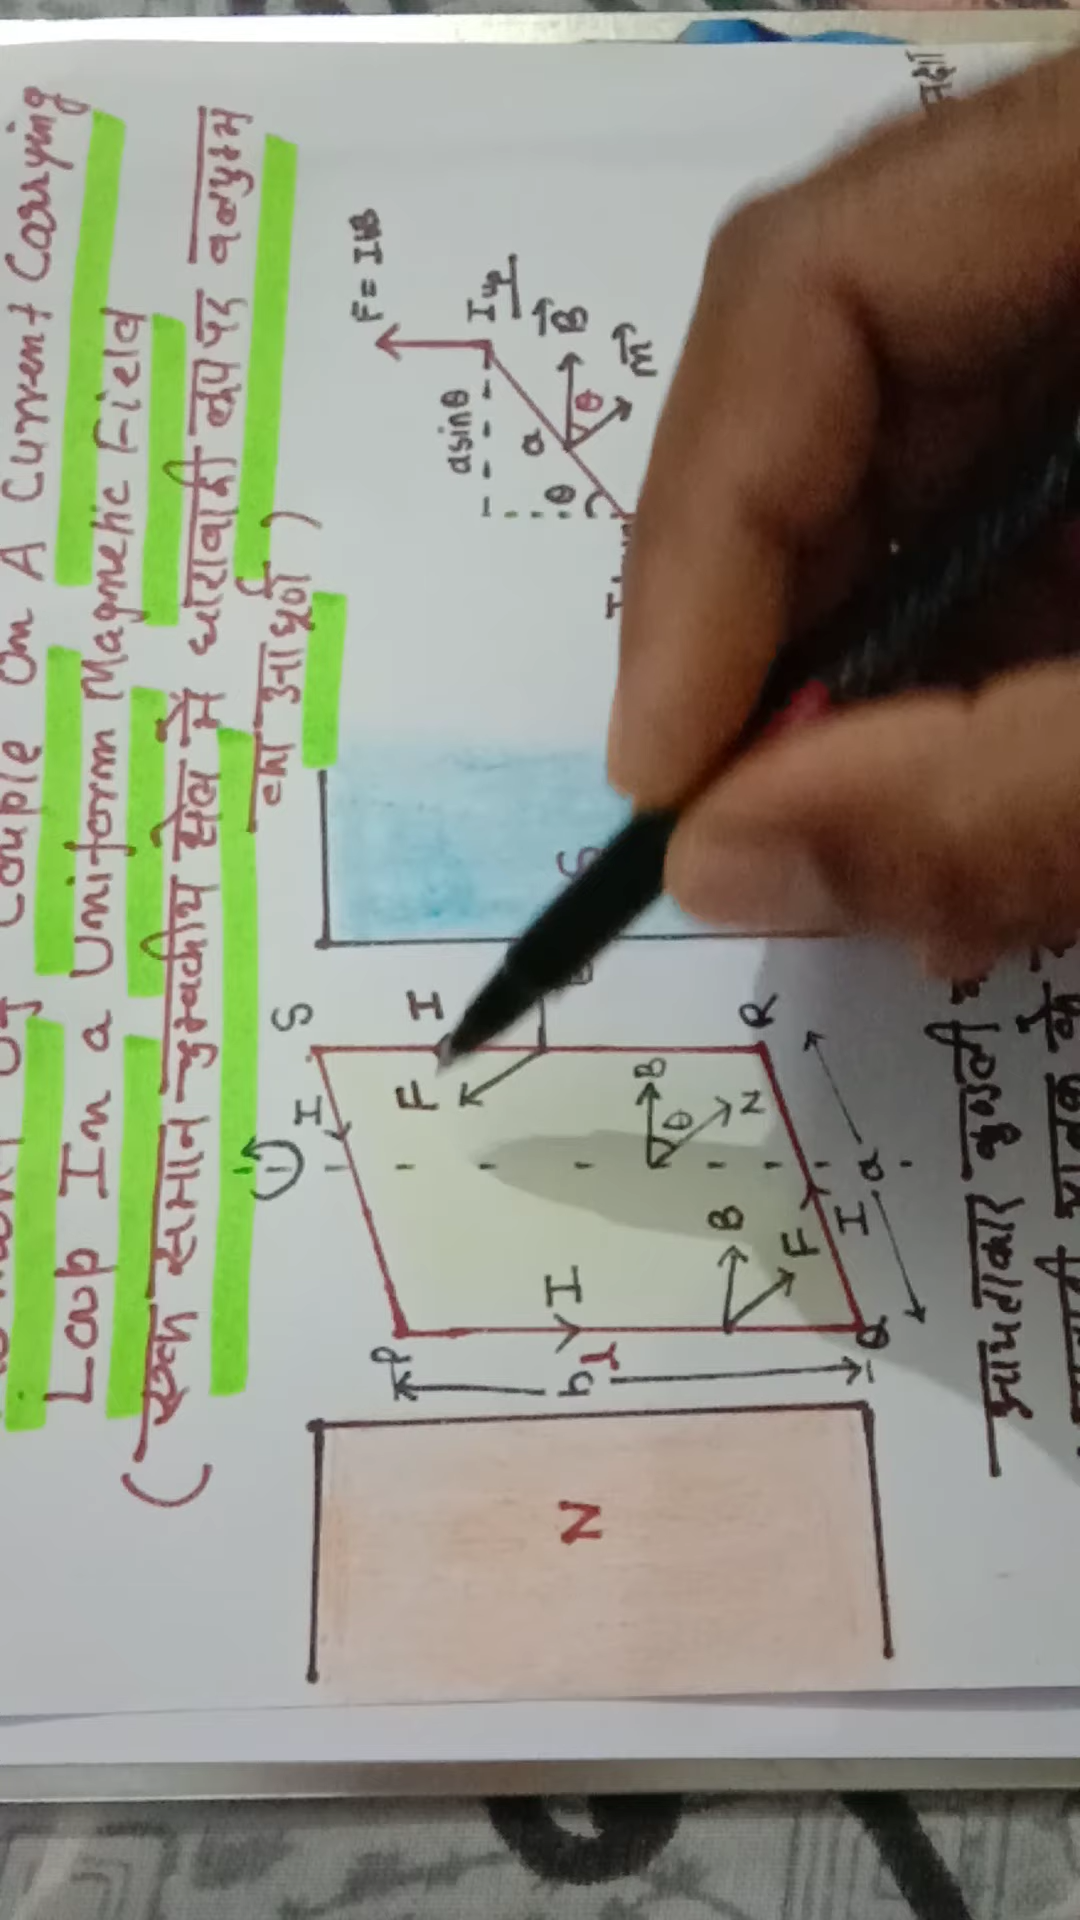 Couple On A Current Carrying
Loop In a Uniform Magnetic Field
(एक समान चुम्बकीय क्षेत्र में धारावाही लूप पर बलयुग्म
का आघूर्ण)
N
P
b
l
Q
I
B
F
I
a
B
θ
N
S
I
I
F
R
F = IlB
I up
asinθ
a
θ
B
θ
m
आयताकार कुण्डली